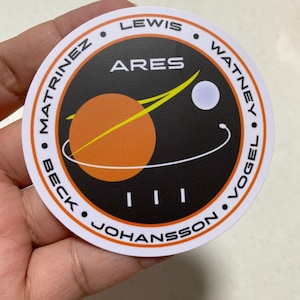 LEWIS • WATNEY • VOGEL • JOHANSSON • BECK • MATRINEZ •
ARES
III